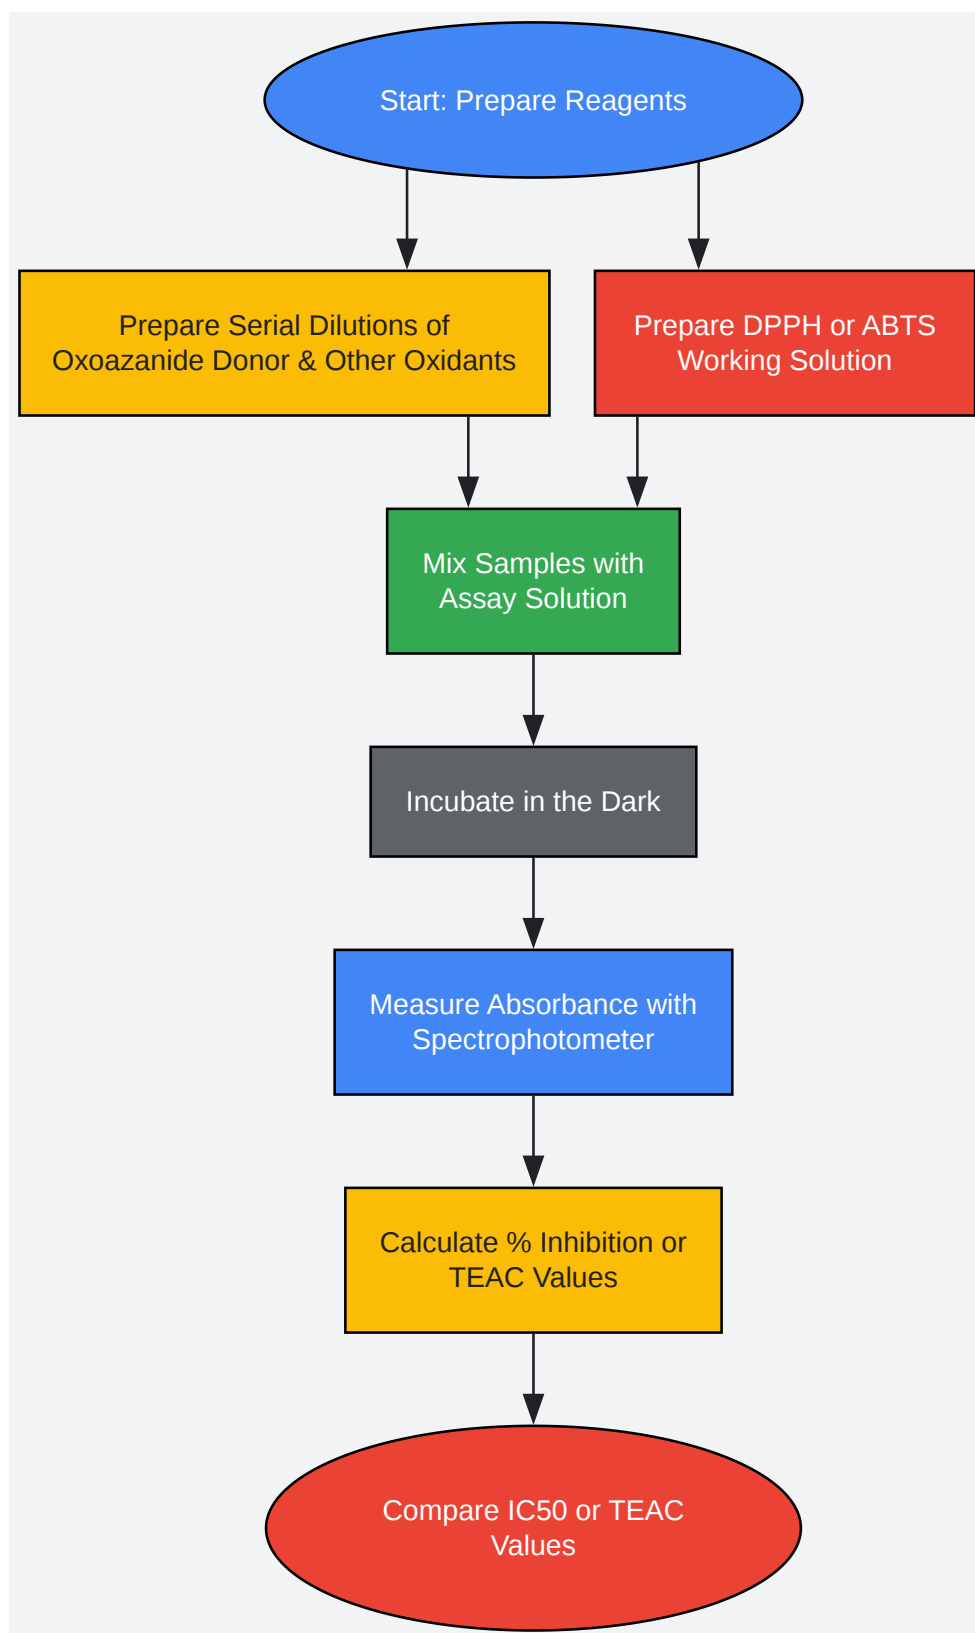 Start: Prepare Reagents
Prepare Serial Dilutions of
Oxoazanide Donor & Other Oxidants
Prepare DPPH or ABTS
Working Solution
Mix Samples with
Assay Solution
Incubate in the Dark
Measure Absorbance with
Spectrophotometer
Calculate % Inhibition or
TEAC Values
Compare IC50 or TEAC
Values